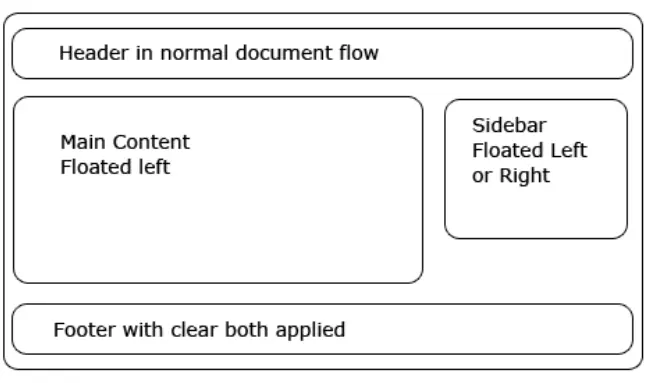 Header in normal document flow
Main Content
Floated left
Sidebar
Floated Left
or Right
Footer with clear both applied